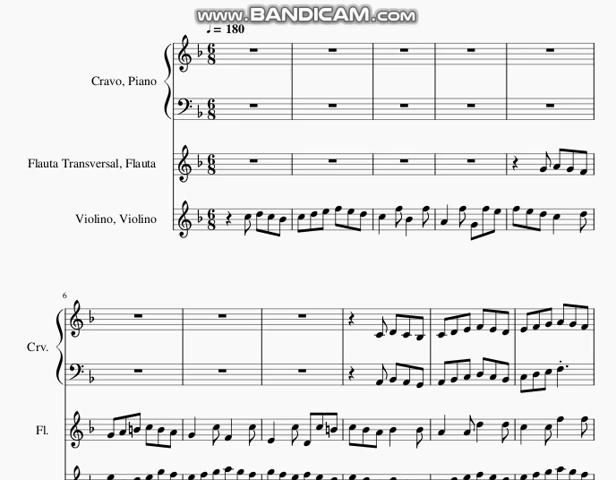 www.BANDICAM.com
♩ = 180
Cravo, Piano
Flauta Transversal, Flauta
Violino, Violino
6
Crv.
Fl.